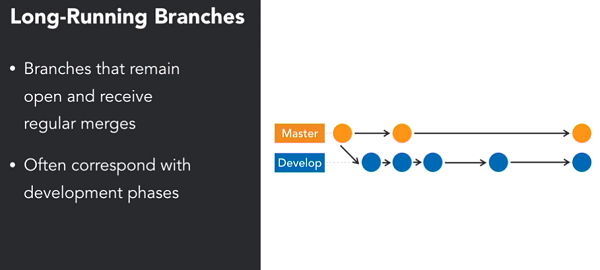 Long-Running Branches
• Branches that remain
open and receive
regular merges
• Often correspond with
development phases
Master
Develop